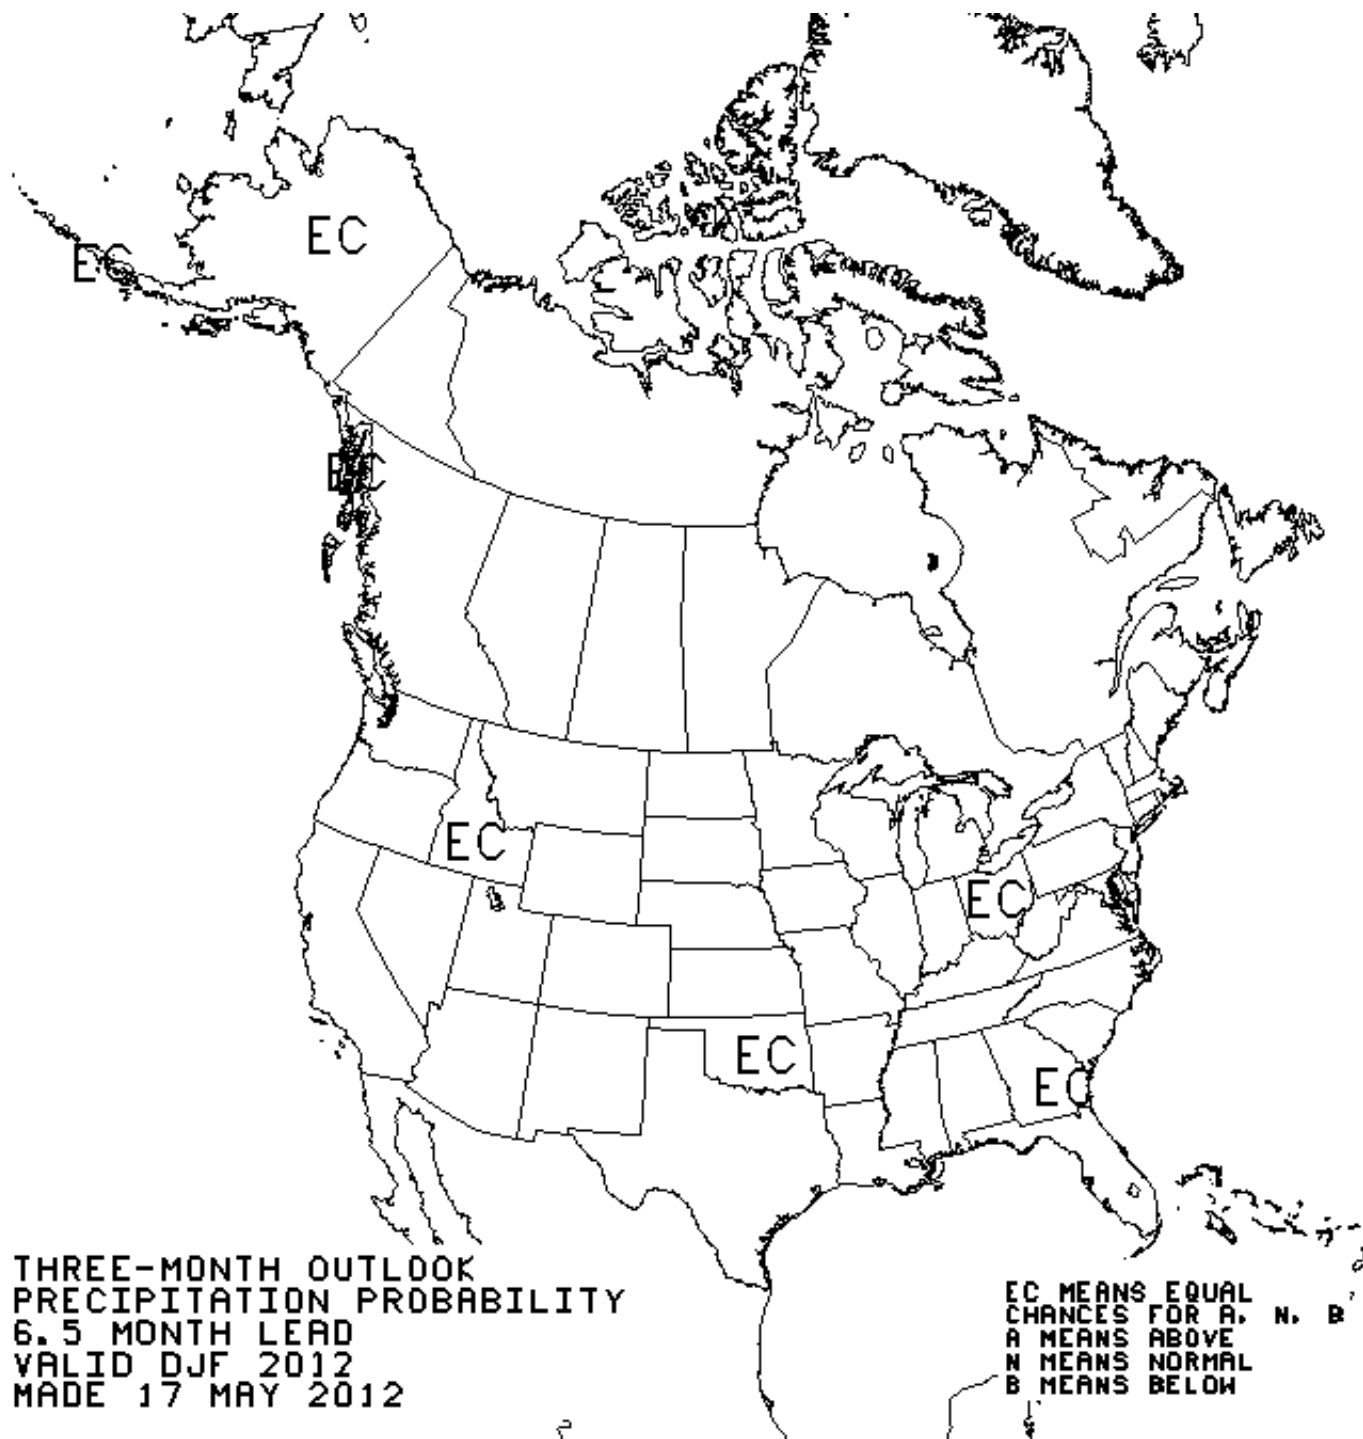 EC
EC
EC
EC
EC
EC
EC
THREE-MONTH OUTLOOK
PRECIPITATION PROBABILITY
6.5 MONTH LEAD
VALID DJF 2012
MADE 17 MAY 2012
EC MEANS EQUAL
CHANCES FOR A, N, B
A MEANS ABOVE
N MEANS NORMAL
B MEANS BELOW